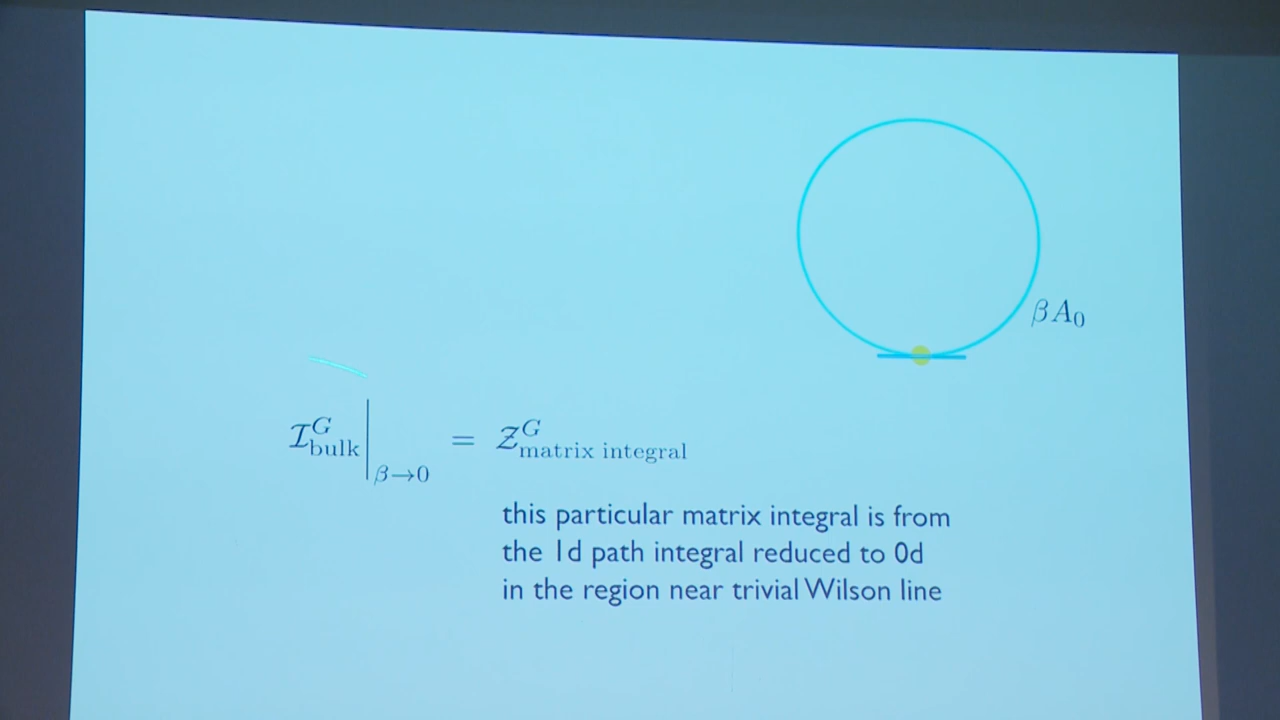 βA₀
ℐ^G_bulk |_β→0 = 𝒵^G_matrix integral
this particular matrix integral is from
the 1d path integral reduced to 0d
in the region near trivial Wilson line